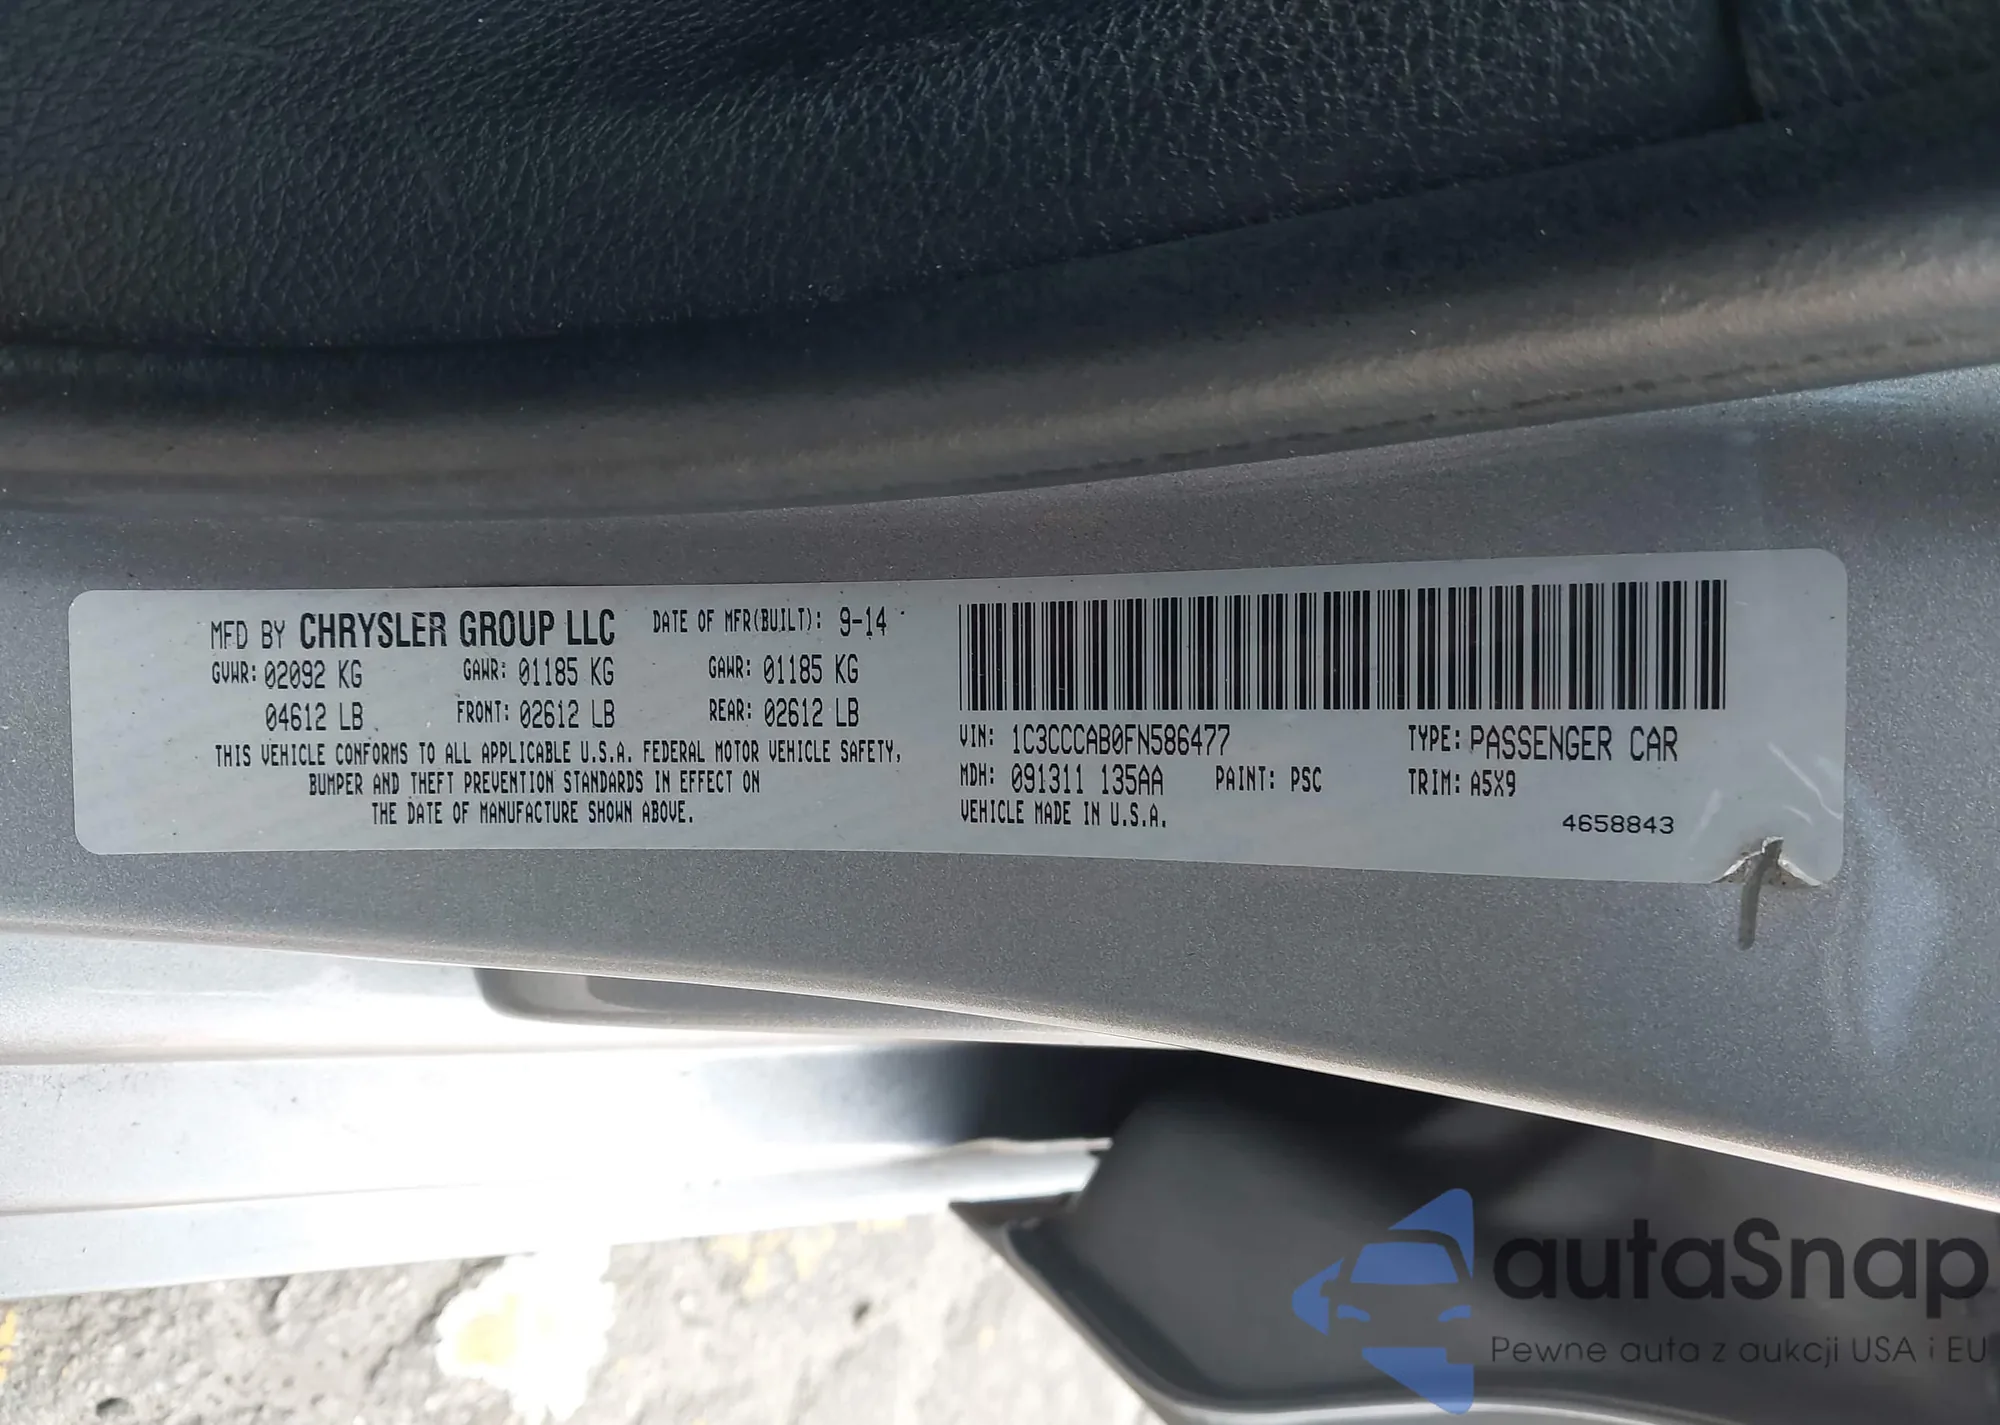 MFD BY CHRYSLER GROUP LLC DATE OF MFR(BUILT): 9-14
GVWR: 02092 KG GAWR: 01185 KG GAWR: 01185 KG
04612 LB FRONT: 02612 LB REAR: 02612 LB
THIS VEHICLE CONFORMS TO ALL APPLICABLE U.S.A. FEDERAL MOTOR VEHICLE SAFETY,
BUMPER AND THEFT PREVENTION STANDARDS IN EFFECT ON
THE DATE OF MANUFACTURE SHOWN ABOVE.
VIN: 1C3CCCAB0FN586477 TYPE: PASSENGER CAR
MDH: 091311 135AA PAINT: PSC TRIM: A5X9
VEHICLE MADE IN U.S.A.
4658843
autaSnap
Pewne auta z aukcji USA i EU